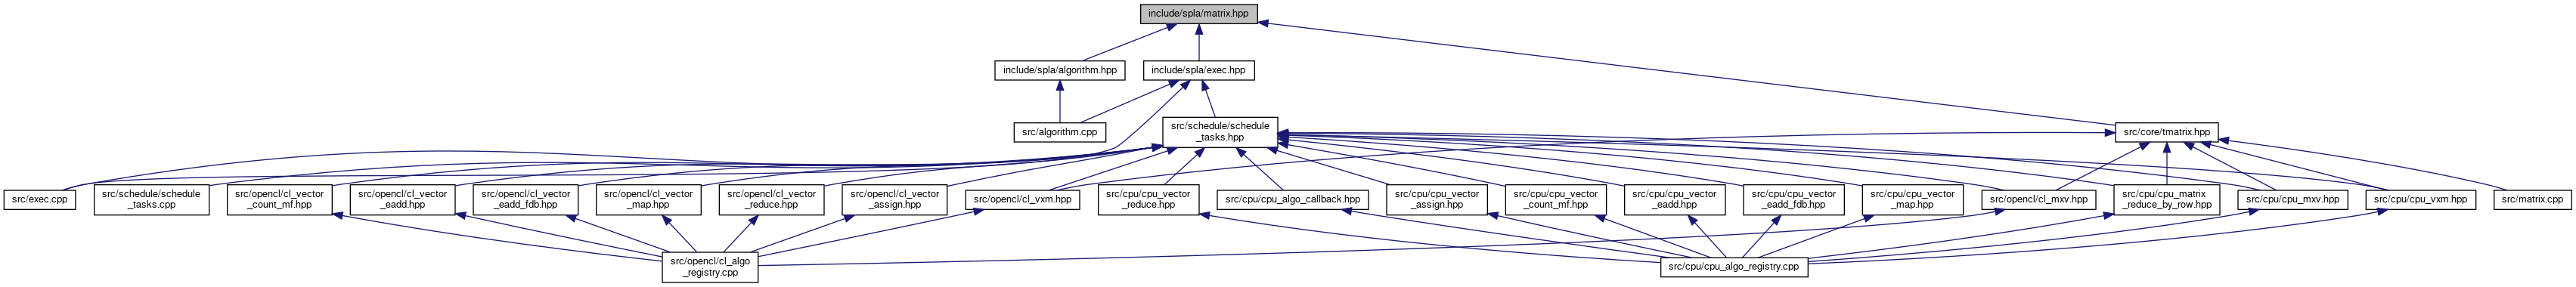 include/spla/matrix.hpp
include/spla/algorithm.hpp
include/spla/exec.hpp
src/algorithm.cpp
src/schedule/schedule
_tasks.hpp
src/core/tmatrix.hpp
src/exec.cpp
src/schedule/schedule
_tasks.cpp
src/opencl/cl_vector
_count_mf.hpp
src/opencl/cl_vector
_eadd.hpp
src/opencl/cl_vector
_eadd_fdb.hpp
src/opencl/cl_vector
_map.hpp
src/opencl/cl_vector
_reduce.hpp
src/opencl/cl_vector
_assign.hpp
src/opencl/cl_vxm.hpp
src/cpu/cpu_vector
_reduce.hpp
src/cpu/cpu_algo_callback.hpp
src/cpu/cpu_vector
_assign.hpp
src/cpu/cpu_vector
_count_mf.hpp
src/cpu/cpu_vector
_eadd.hpp
src/cpu/cpu_vector
_eadd_fdb.hpp
src/cpu/cpu_vector
_map.hpp
src/opencl/cl_mxv.hpp
src/cpu/cpu_matrix
_reduce_by_row.hpp
src/cpu/cpu_mxv.hpp
src/cpu/cpu_vxm.hpp
src/matrix.cpp
src/opencl/cl_algo
_registry.cpp
src/cpu/cpu_algo_registry.cpp